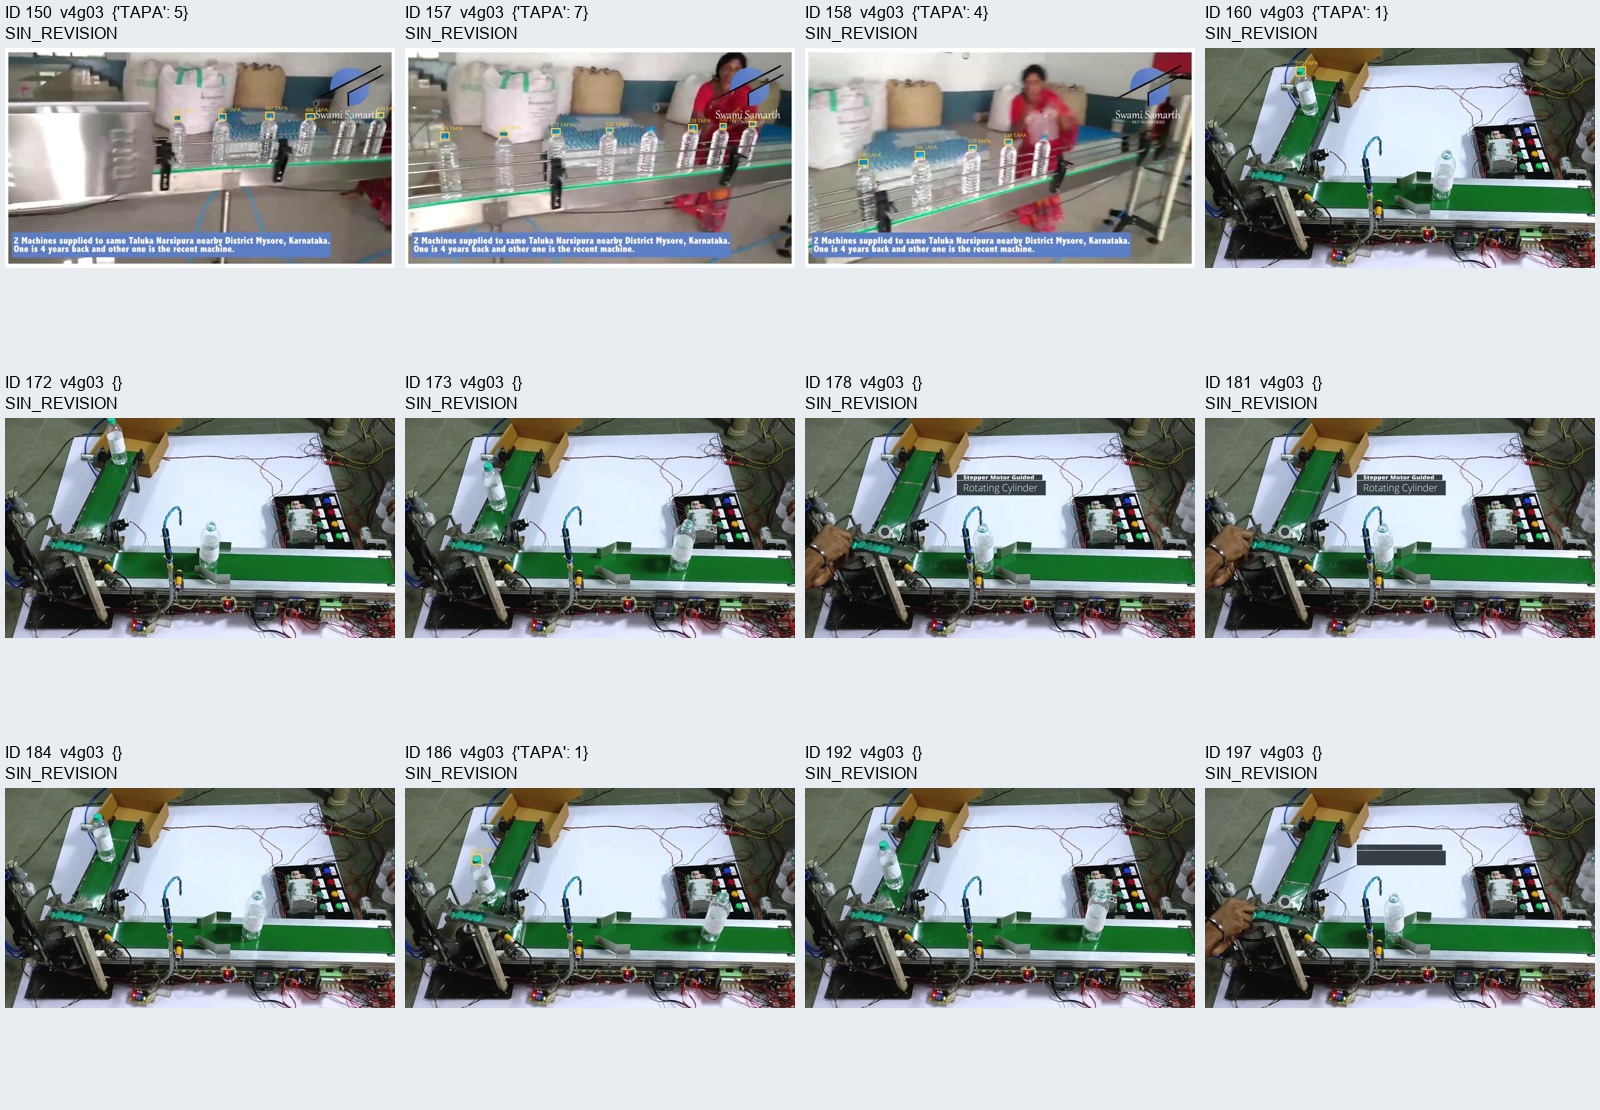 ID 150  v4g03  {'TAPA': 5}
SIN_REVISION
ID 157  v4g03  {'TAPA': 7}
SIN_REVISION
ID 158  v4g03  {'TAPA': 4}
SIN_REVISION
ID 160  v4g03  {'TAPA': 1}
SIN_REVISION
Swami Samarth
2 Machines supplied to same Taluka Narsipura nearby District Mysore, Karnataka.
One is 4 years back and other one is the recent machine.
Swami Samarth
2 Machines supplied to same Taluka Narsipura nearby District Mysore, Karnataka.
One is 4 years back and other one is the recent machine.
Swami Samarth
2 Machines supplied to same Taluka Narsipura nearby District Mysore, Karnataka.
One is 4 years back and other one is the recent machine.
ID 172  v4g03  {}
SIN_REVISION
ID 173  v4g03  {}
SIN_REVISION
ID 178  v4g03  {}
SIN_REVISION
ID 181  v4g03  {}
SIN_REVISION
Stepper Motor Guided
Rotating Cylinder
Stepper Motor Guided
Rotating Cylinder
ID 184  v4g03  {}
SIN_REVISION
ID 186  v4g03  {'TAPA': 1}
SIN_REVISION
ID 192  v4g03  {}
SIN_REVISION
ID 197  v4g03  {}
SIN_REVISION